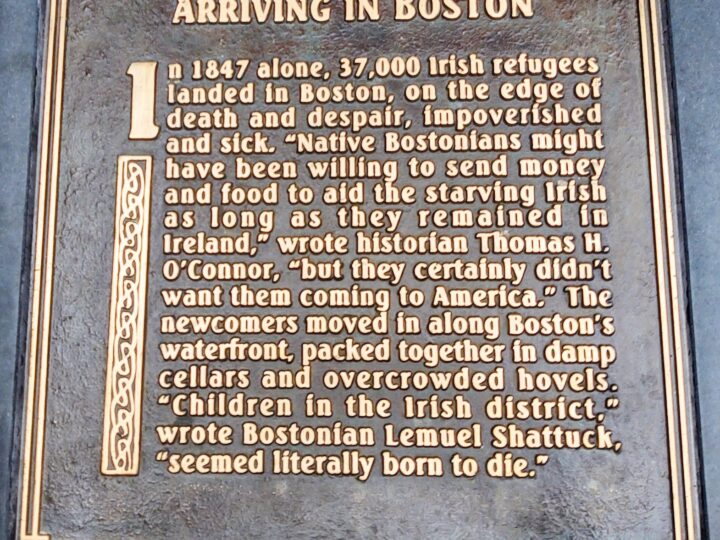 ARRIVING IN BOSTON
In 1847 alone, 37,000 Irish refugees
landed in Boston, on the edge of
death and despair, impoverished
and sick. “Native Bostonians might
have been willing to send money
and food to aid the starving Irish
as long as they remained in
Ireland,” wrote historian Thomas H.
O’Connor, “but they certainly didn’t
want them coming to America.” The
newcomers moved in along Boston’s
waterfront, packed together in damp
cellars and overcrowded hovels.
“Children in the Irish district,”
wrote Bostonian Lemuel Shattuck,
“seemed literally born to die.”